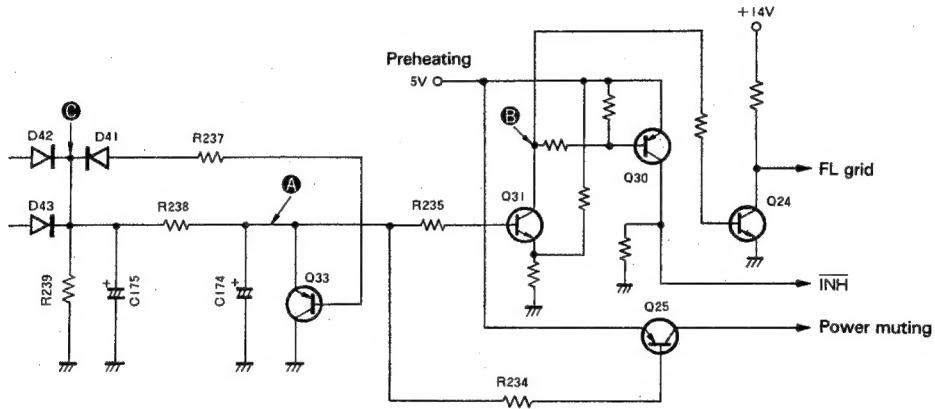 +14V
Preheating
5V
C
B
D42
D41
R237
FL grid
A
Q30
D43
R238
R235
Q31
Q24
R239
+
C175
C174
+
Q33
INH
Q25
Power muting
R234